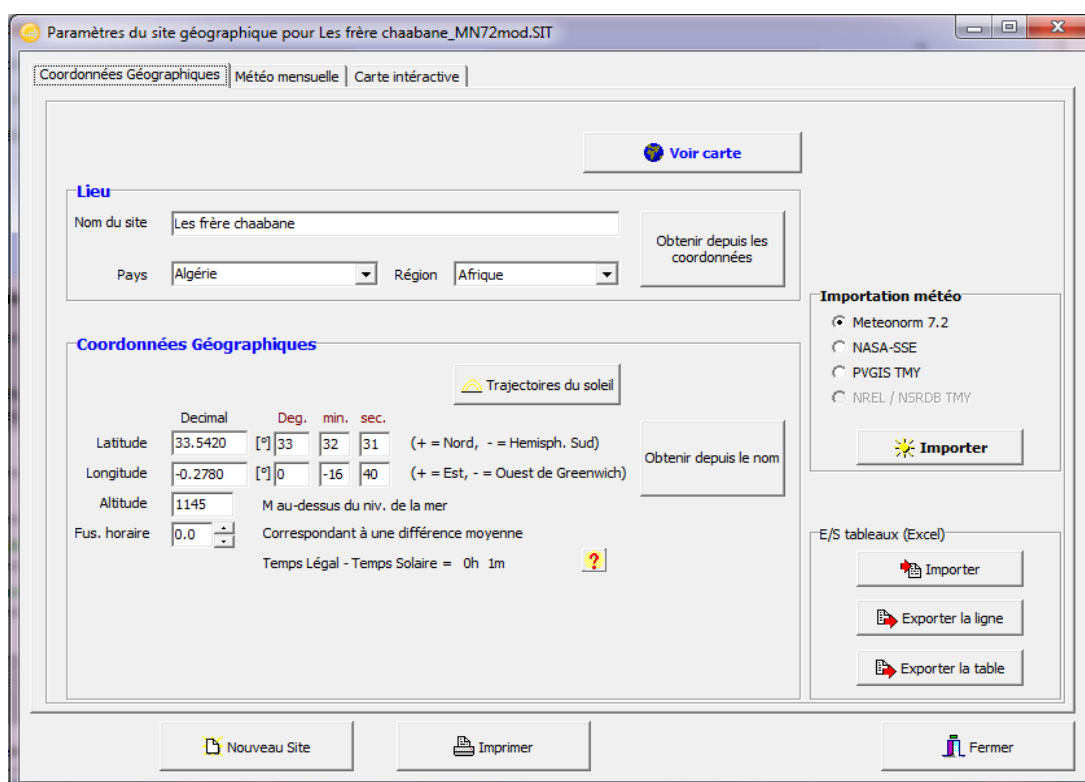 Paramètres du site géographique pour Les frère chaabane_MN72mod.SIT
Coordonnées Géographiques Météo mensuelle Carte intéractive
Voir carte
Lieu
Nom du site Les frère chaabane
Obtenir depuis les
coordonnées
Pays Algérie Région Afrique
Importation météo
Meteonorm 7.2
NASA-SSE
PVGIS TMY
NREL / NSRDB TMY
Importer
Coordonnées Géographiques
Trajectoires du soleil
Decimal Deg. min. sec.
Latitude 33.5420 [°] 33 32 31 (+ = Nord, - = Hemisph. Sud)
Longitude -0.2780 [°] 0 -16 40 (+ = Est, - = Ouest de Greenwich)
Obtenir depuis le nom
Altitude 1145 M au-dessus du niv. de la mer
Fus. horaire 0.0 Correspondant à une différence moyenne
Temps Légal - Temps Solaire = 0h 1m ?
E/S tableaux (Excel)
Importer
Exporter la ligne
Exporter la table
Nouveau Site Imprimer Fermer